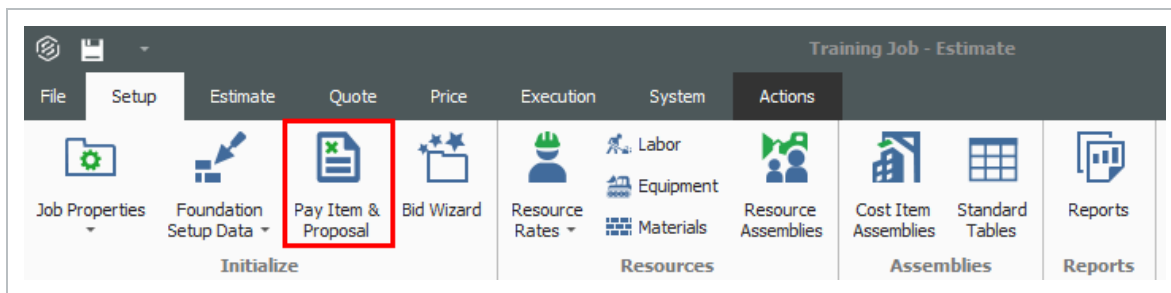 Training Job - Estimate
File Setup Estimate Quote Price Execution System Actions
Job Properties
Foundation
Setup Data
Pay Item &
Proposal
Bid Wizard
Initialize
Resource
Rates
Labor
Equipment
Materials
Resource
Assemblies
Resources
Cost Item
Assemblies
Standard
Tables
Assemblies
Reports
Reports